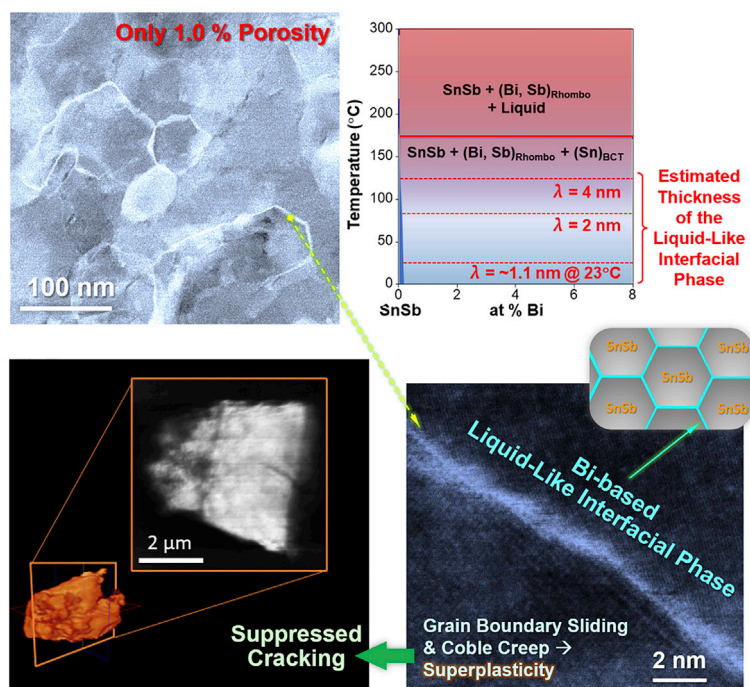 Only 1.0 % Porosity
100 nm
Temperature (°C)
300
250
200
150
100
50
0
SnSb + (Bi, Sb)Rhombo
+ Liquid
SnSb + (Bi, Sb)Rhombo + (Sn)BCT
λ = 4 nm
λ = 2 nm
λ = ~1.1 nm @ 23°C
0 2 4 6 8
SnSb at % Bi
Estimated
Thickness
of the
Liquid-Like
Interfacial
Phase
SnSb SnSb
SnSb
SnSb SnSb
Bi-based
Liquid-Like Interfacial Phase
2 μm
Suppressed
Cracking
Grain Boundary Sliding
& Coble Creep →
Superplasticity
2 nm